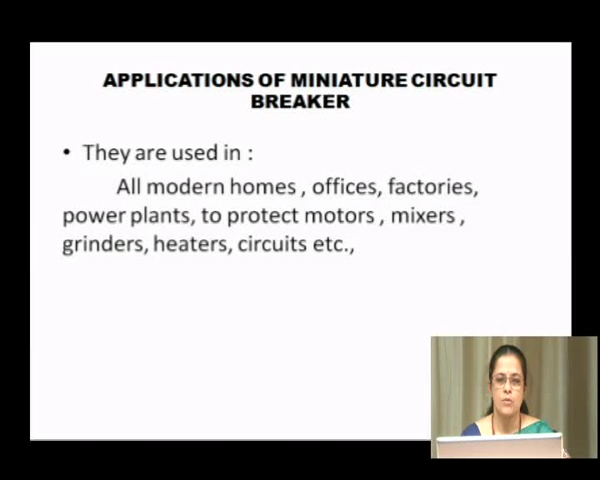 APPLICATIONS OF MINIATURE CIRCUIT
BREAKER
• They are used in :
All modern homes , offices, factories,
power plants, to protect motors , mixers ,
grinders, heaters, circuits etc.,